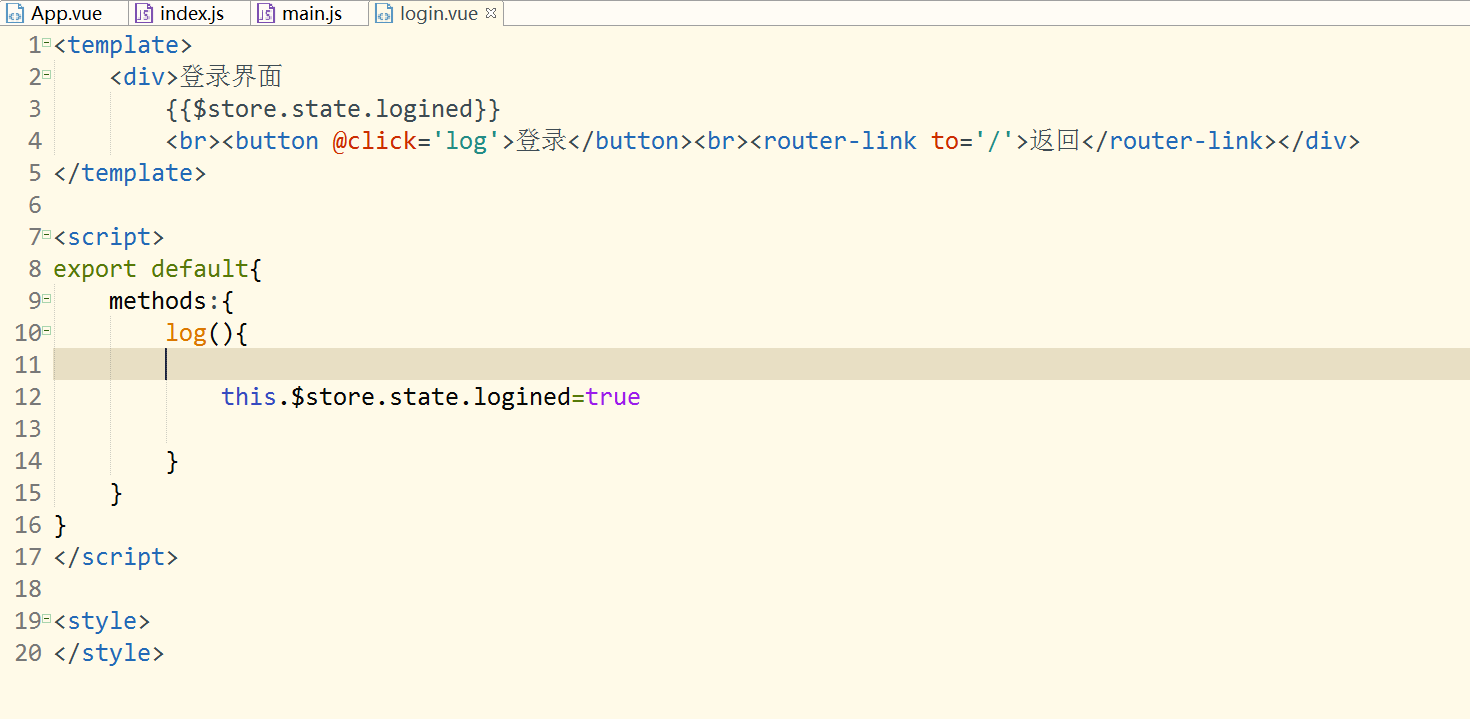 App.vue index.js main.js login.vue
1 <template>
2     <div>登录界面
3         {{$store.state.logined}}
4         <br><button @click='log'>登录</button><br><router-link to='/'>返回</router-link></div>
5 </template>
6
7 <script>
8 export default{
9     methods:{
10         log(){
11
12             this.$store.state.logined=true
13
14         }
15     }
16 }
17 </script>
18
19 <style>
20 </style>